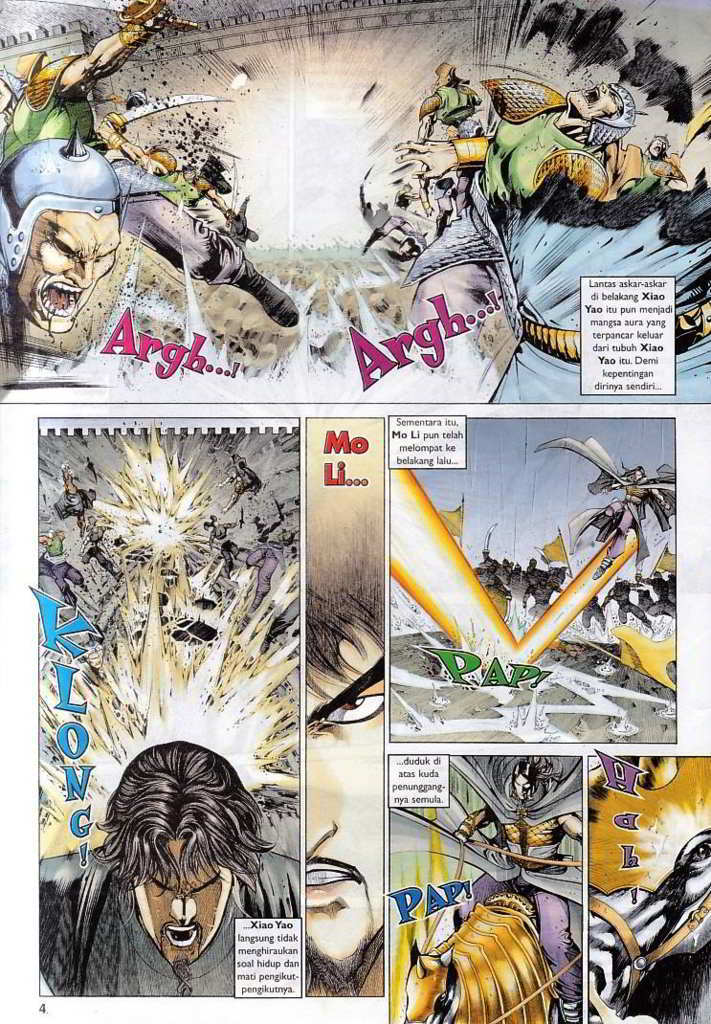 Argh...!
Argh...!
Lantas askar-askar
di belakang Xiao
Yao itu pun menjadi
mangsa aura yang
terpancar keluar
dari tubuh Xiao
Yao itu. Demi
kepentingan
dirinya sendiri...
KLONG!
...Xiao Yao
langsung tidak
menghiraukan
soal hidup dan
mati pengikut-
pengikutnya.
Mo
Li...
Sementara itu,
Mo Li pun telah
melompat ke
belakang lalu...
PAP!
...duduk di
atas kuda
penunggang-
nya semula.
PAP!
Hah!
4